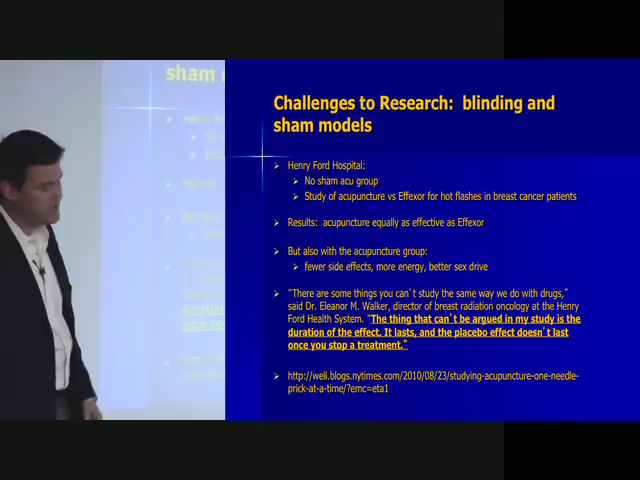 sham
Challenges to Research: blinding and
sham models
Henry Ford Hospital:
No sham acu group
Study of acupuncture vs Effexor for hot flashes in breast cancer patients
Results: acupuncture equally as effective as Effexor
But also with the acupuncture group:
fewer side effects, more energy, better sex drive
"There are some things you can't study the same way we do with drugs,"
said Dr. Eleanor M. Walker, director of breast radiation oncology at the Henry
Ford Health System. "The thing that can't be argued in my study is the
duration of the effect. It lasts, and the placebo effect doesn't last
once you stop a treatment."
http://well.blogs.nytimes.com/2010/08/23/studying-acupuncture-one-needle-
prick-at-a-time/?emc=eta1